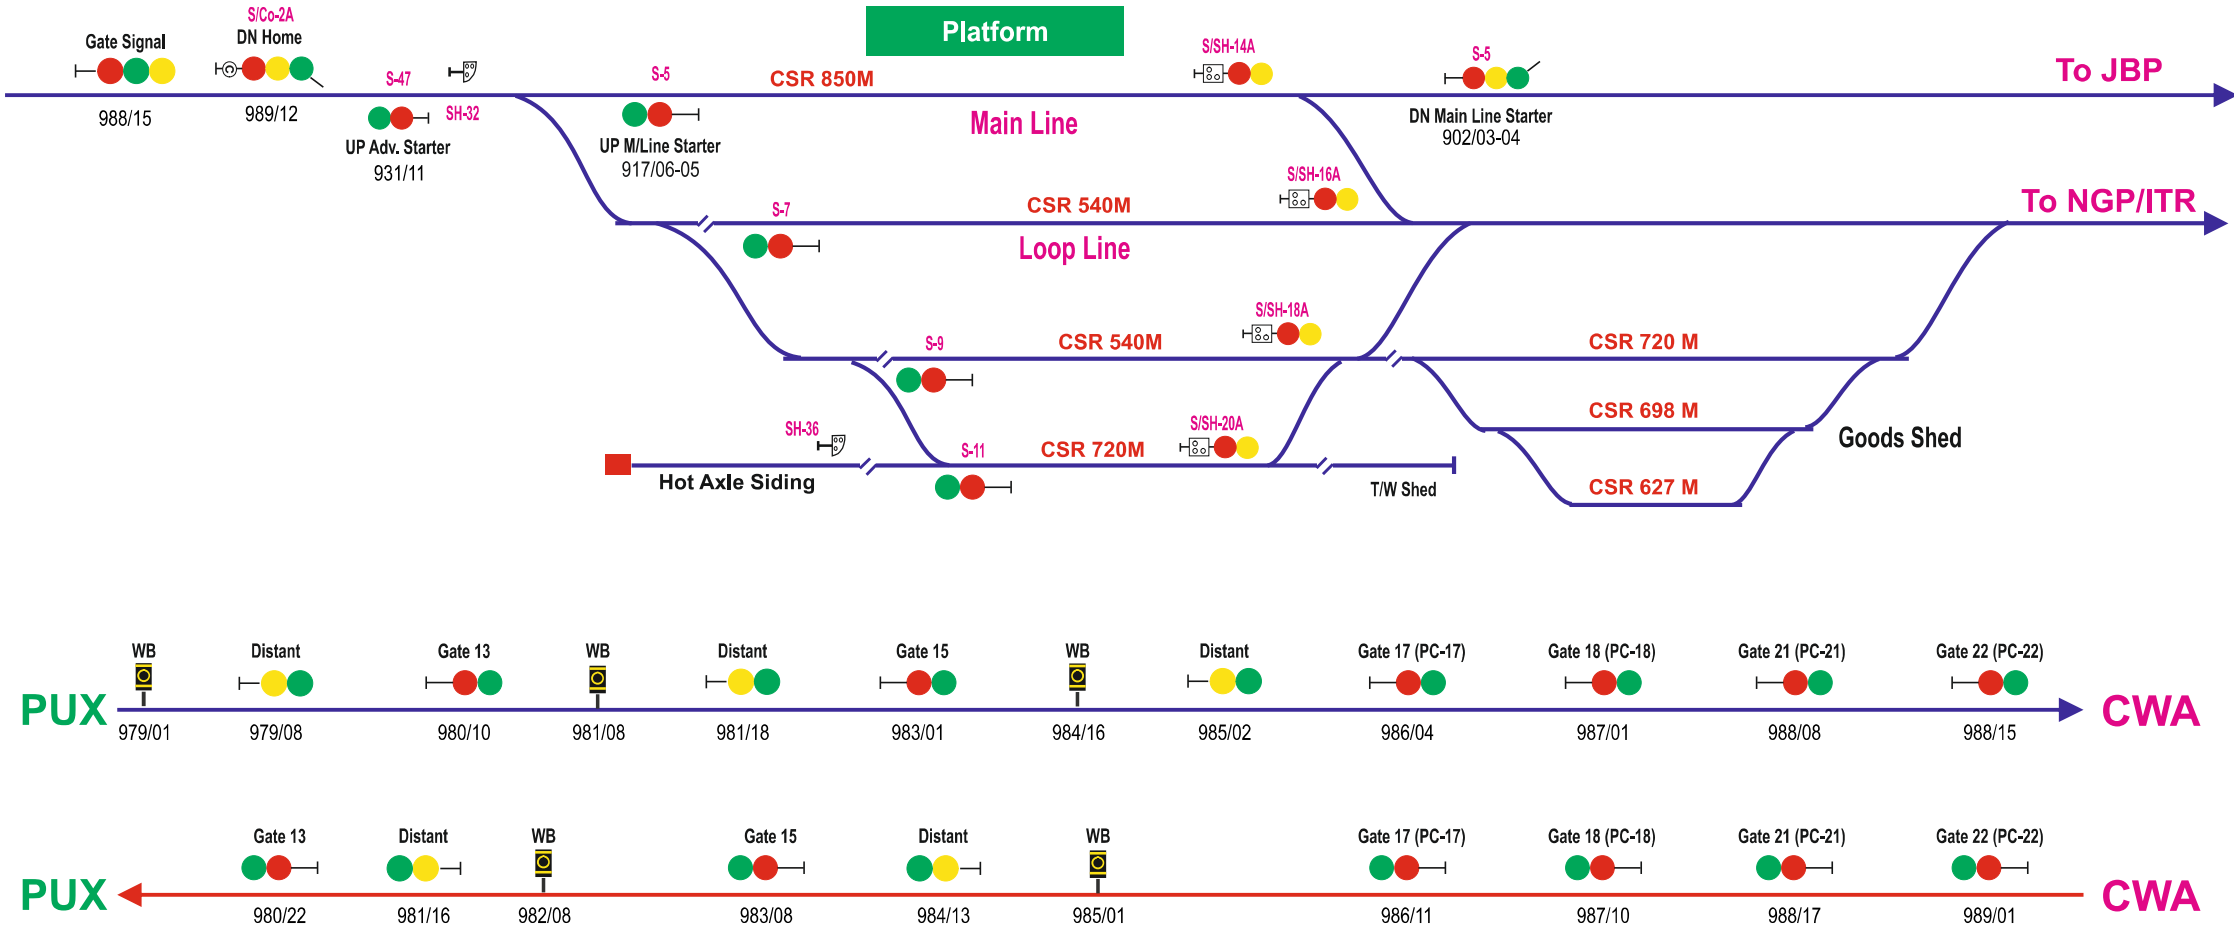 Platform
S/Co-2A
Gate Signal
DN Home
988/15
989/12
S-47
UP Adv. Starter
931/11
SH-32
S-5
UP M/Line Starter
917/06-05
CSR 850M
Main Line
S/SH-14A
S-5
DN Main Line Starter
902/03-04
To JBP
S-7
CSR 540M
Loop Line
S/SH-16A
To NGP/ITR
S-9
CSR 540M
S/SH-18A
CSR 720 M
CSR 698 M
CSR 627 M
Goods Shed
SH-36
Hot Axle Siding
S-11
CSR 720M
S/SH-20A
T/W Shed
PUX
WB
979/01
Distant
979/08
Gate 13
980/10
WB
981/08
Distant
981/18
Gate 15
983/01
WB
984/16
Distant
985/02
Gate 17 (PC-17)
986/04
Gate 18 (PC-18)
987/01
Gate 21 (PC-21)
988/08
Gate 22 (PC-22)
988/15
CWA
PUX
Gate 13
980/22
Distant
981/16
WB
982/08
Gate 15
983/08
Distant
984/13
WB
985/01
Gate 17 (PC-17)
986/11
Gate 18 (PC-18)
987/10
Gate 21 (PC-21)
988/17
Gate 22 (PC-22)
989/01
CWA